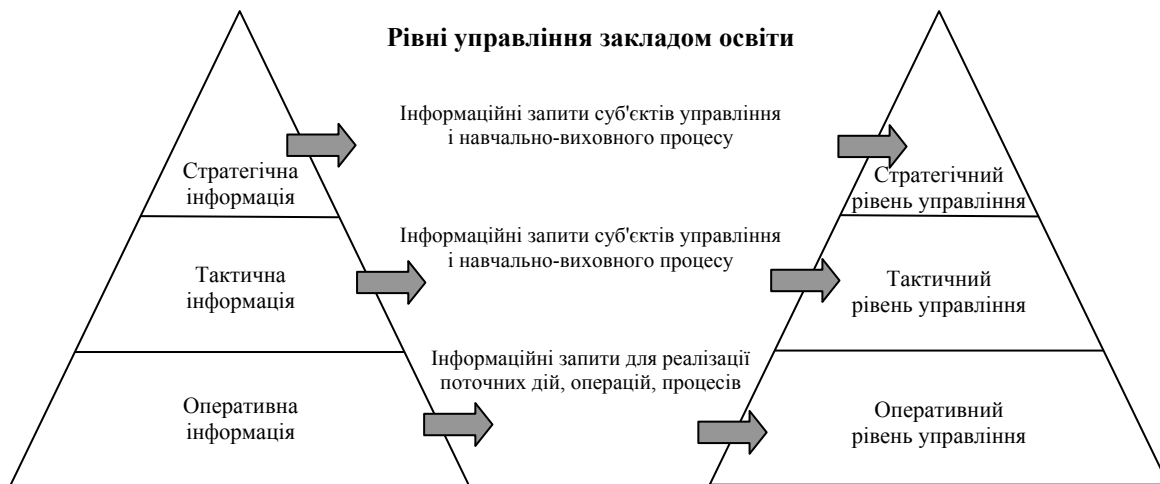 Рівні управління закладом освіти
Інформаційні запити суб'єктів управління
і навчально-виховного процесу
Стратегічна
інформація
Стратегічний
рівень управління
Інформаційні запити суб'єктів управління
і навчально-виховного процесу
Тактична
інформація
Тактичний
рівень управління
Інформаційні запити для реалізації
поточних дій, операцій, процесів
Оперативна
інформація
Оперативний
рівень управління